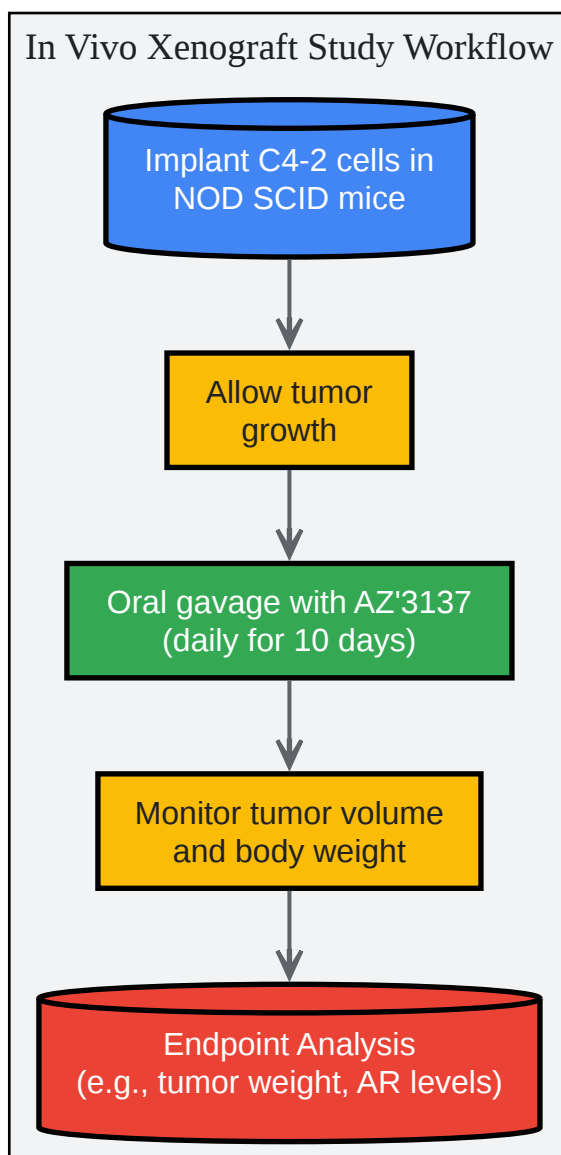 In Vivo Xenograft Study Workflow
Implant C4-2 cells in
NOD SCID mice
Allow tumor
growth
Oral gavage with AZ'3137
(daily for 10 days)
Monitor tumor volume
and body weight
Endpoint Analysis
(e.g., tumor weight, AR levels)